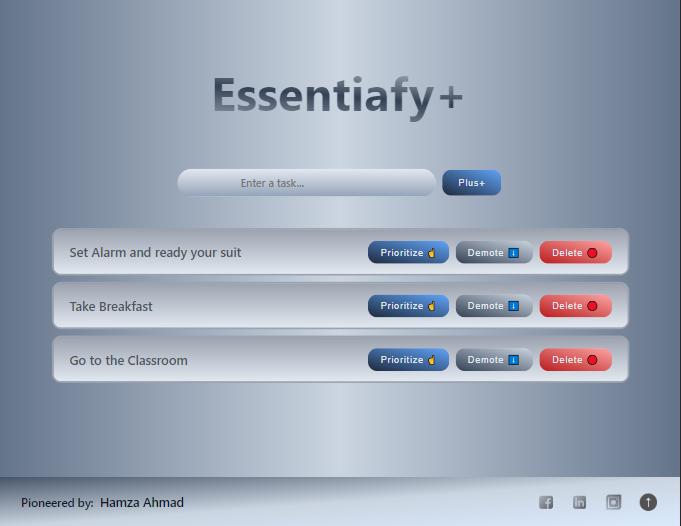 Essentiafy+
Enter a task...
Plus+
Set Alarm and ready your suit
Prioritize ☝
Demote ⬇
Delete 🛑
Take Breakfast
Prioritize ☝
Demote ⬇
Delete 🛑
Go to the Classroom
Prioritize ☝
Demote ⬇
Delete 🛑
Pioneered by: Hamza Ahmad
f
in